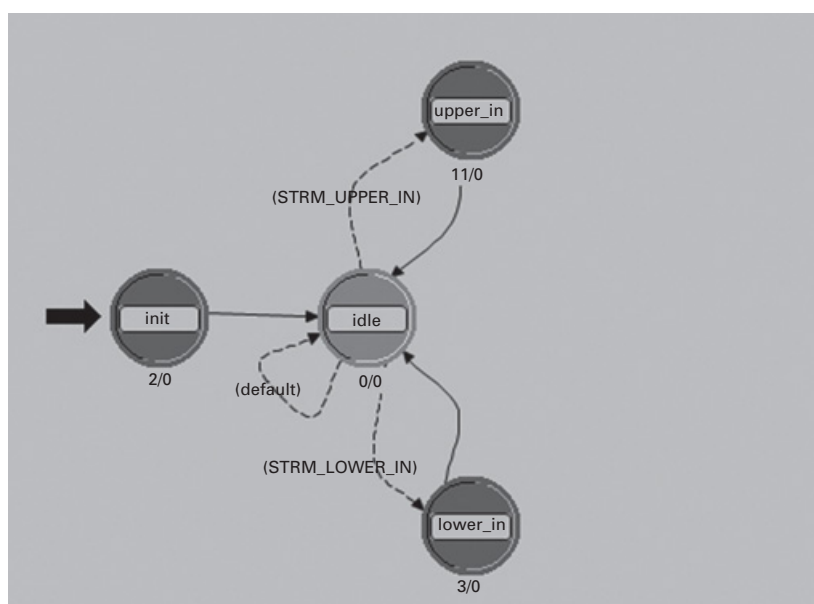 upper_in
11/0
(STRM_UPPER_IN)
init
idle
2/0
0/0
(default)
(STRM_LOWER_IN)
lower_in
3/0